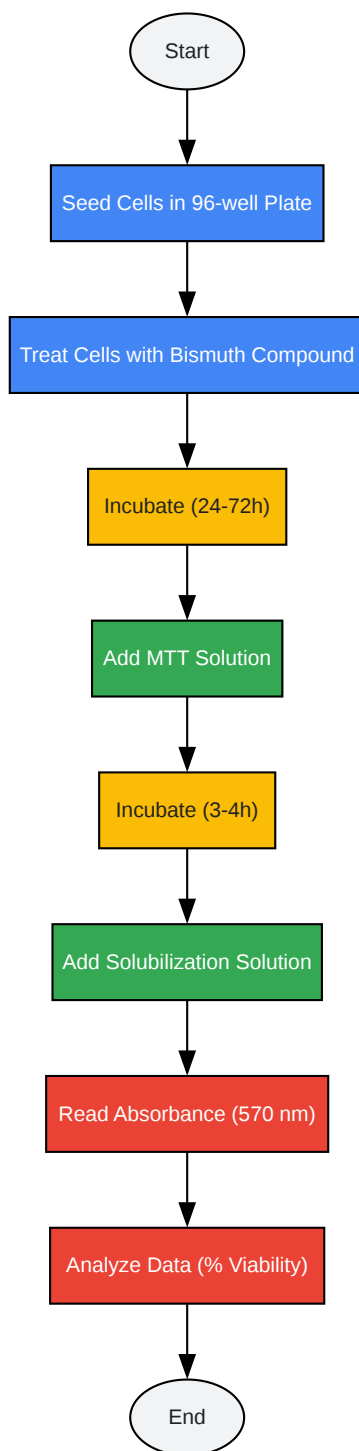 Start
Seed Cells in 96-well Plate
Treat Cells with Bismuth Compound
Incubate (24-72h)
Add MTT Solution
Incubate (3-4h)
Add Solubilization Solution
Read Absorbance (570 nm)
Analyze Data (% Viability)
End